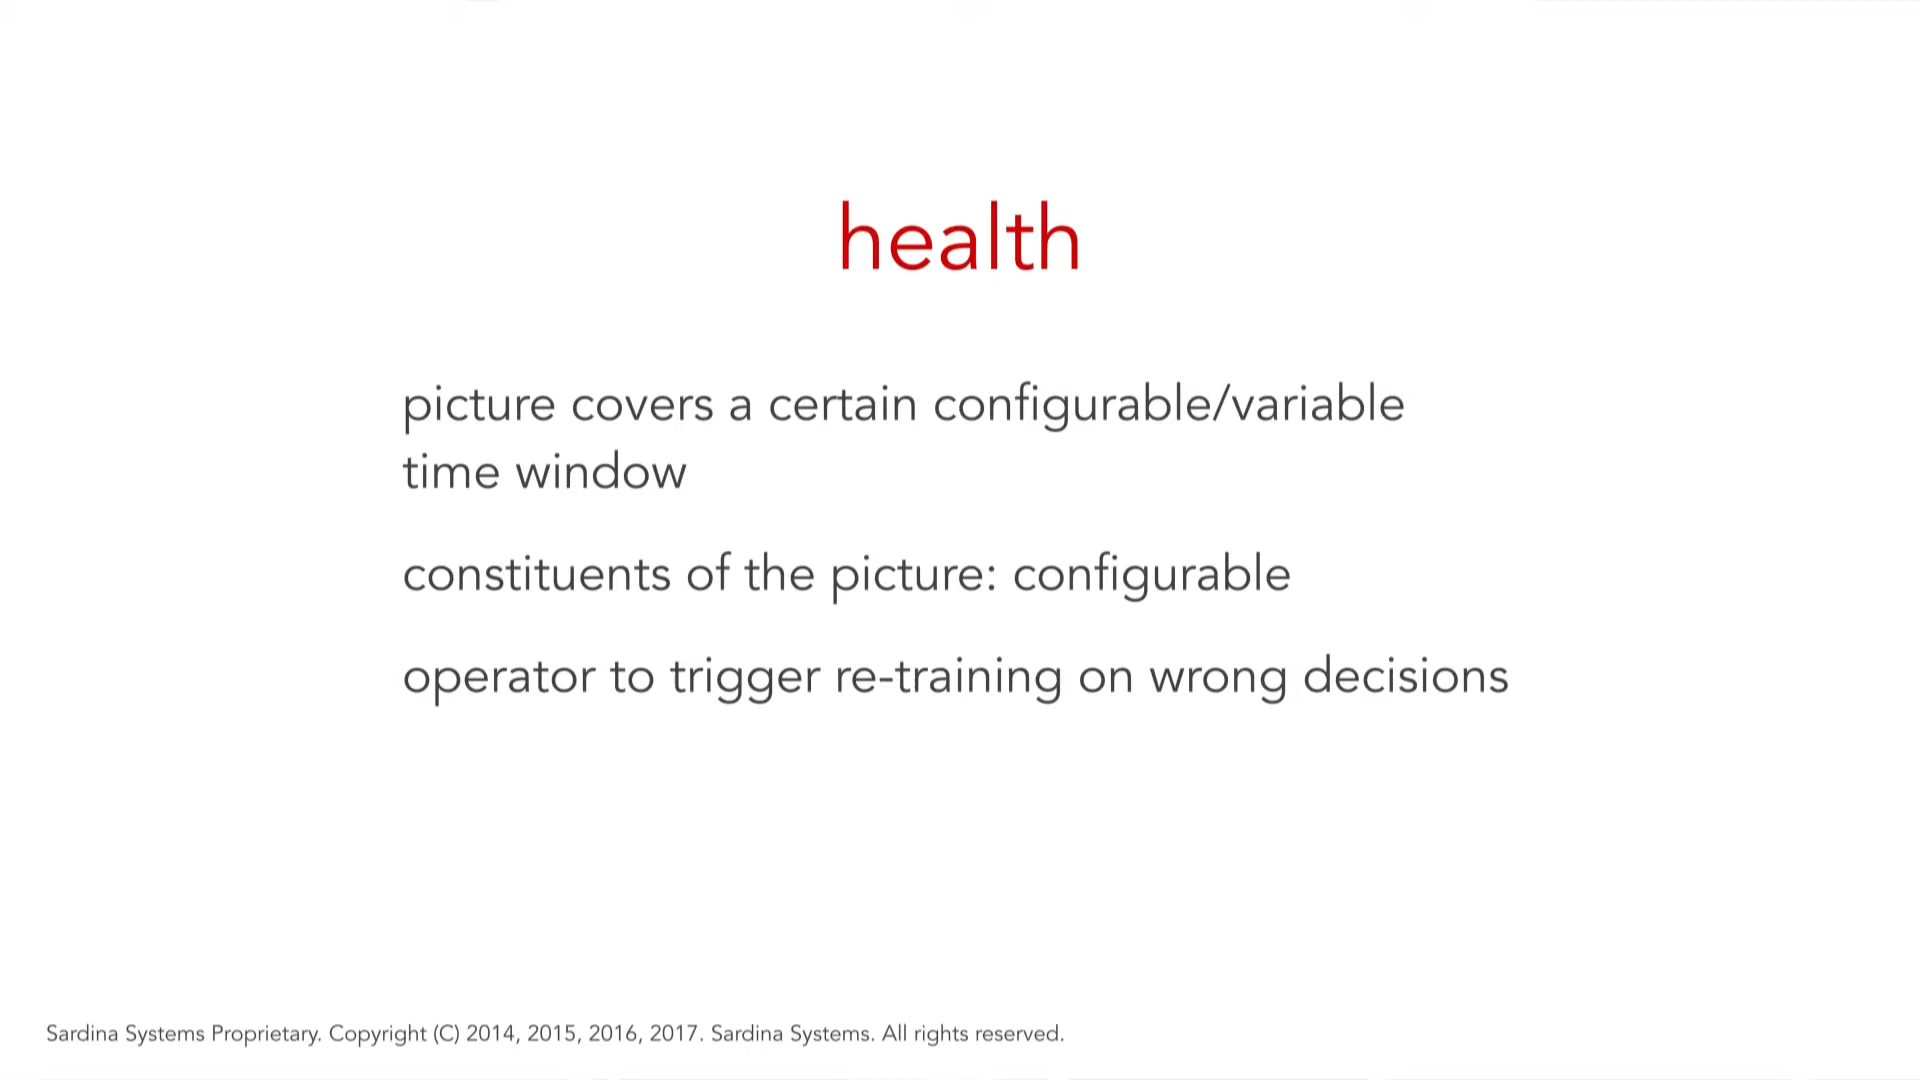 health
picture covers a certain configurable/variable
time window
constituents of the picture: configurable
operator to trigger re-training on wrong decisions
Sardina Systems Proprietary. Copyright (C) 2014, 2015, 2016, 2017. Sardina Systems. All rights reserved.